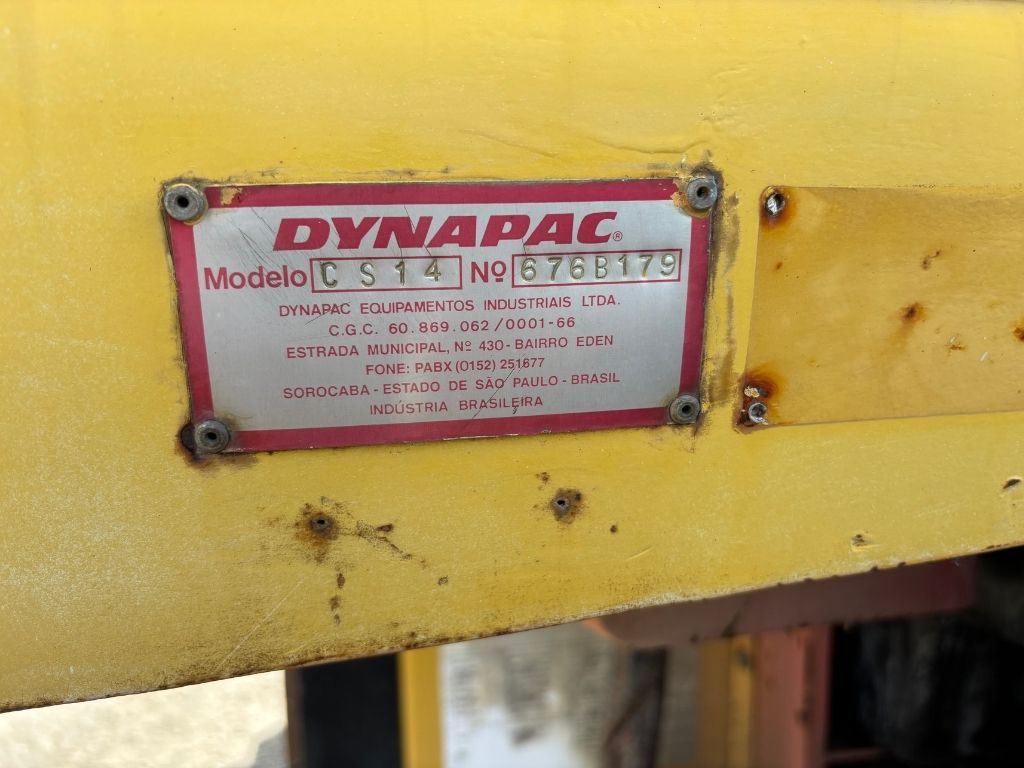 DYNAPAC®
Modelo CS14 Nº 676B179
DYNAPAC EQUIPAMENTOS INDUSTRIAIS LTDA.
C.G.C. 60.869.062/0001-66
ESTRADA MUNICIPAL, Nº 430 - BAIRRO EDEN
FONE: PABX (0152) 251877
SOROCABA - ESTADO DE SÃO PAULO - BRASIL
INDÚSTRIA BRASILEIRA